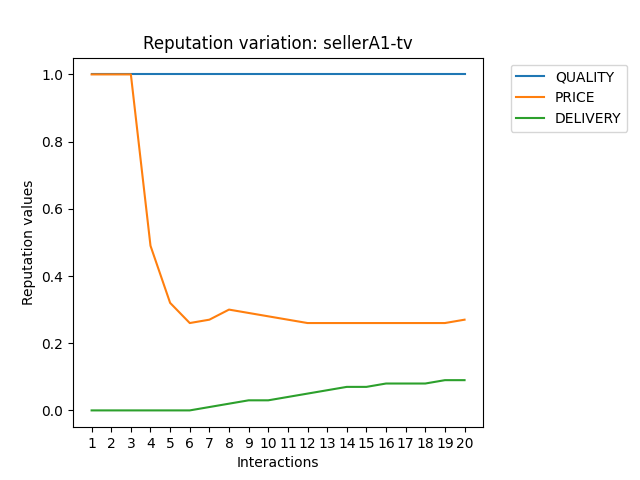 Reputation variation: sellerA1-tv
QUALITY
PRICE
DELIVERY
Reputation values
1.0
0.8
0.6
0.4
0.2
0.0
1 2 3 4 5 6 7 8 9 10 11 12 13 14 15 16 17 18 19 20
Interactions